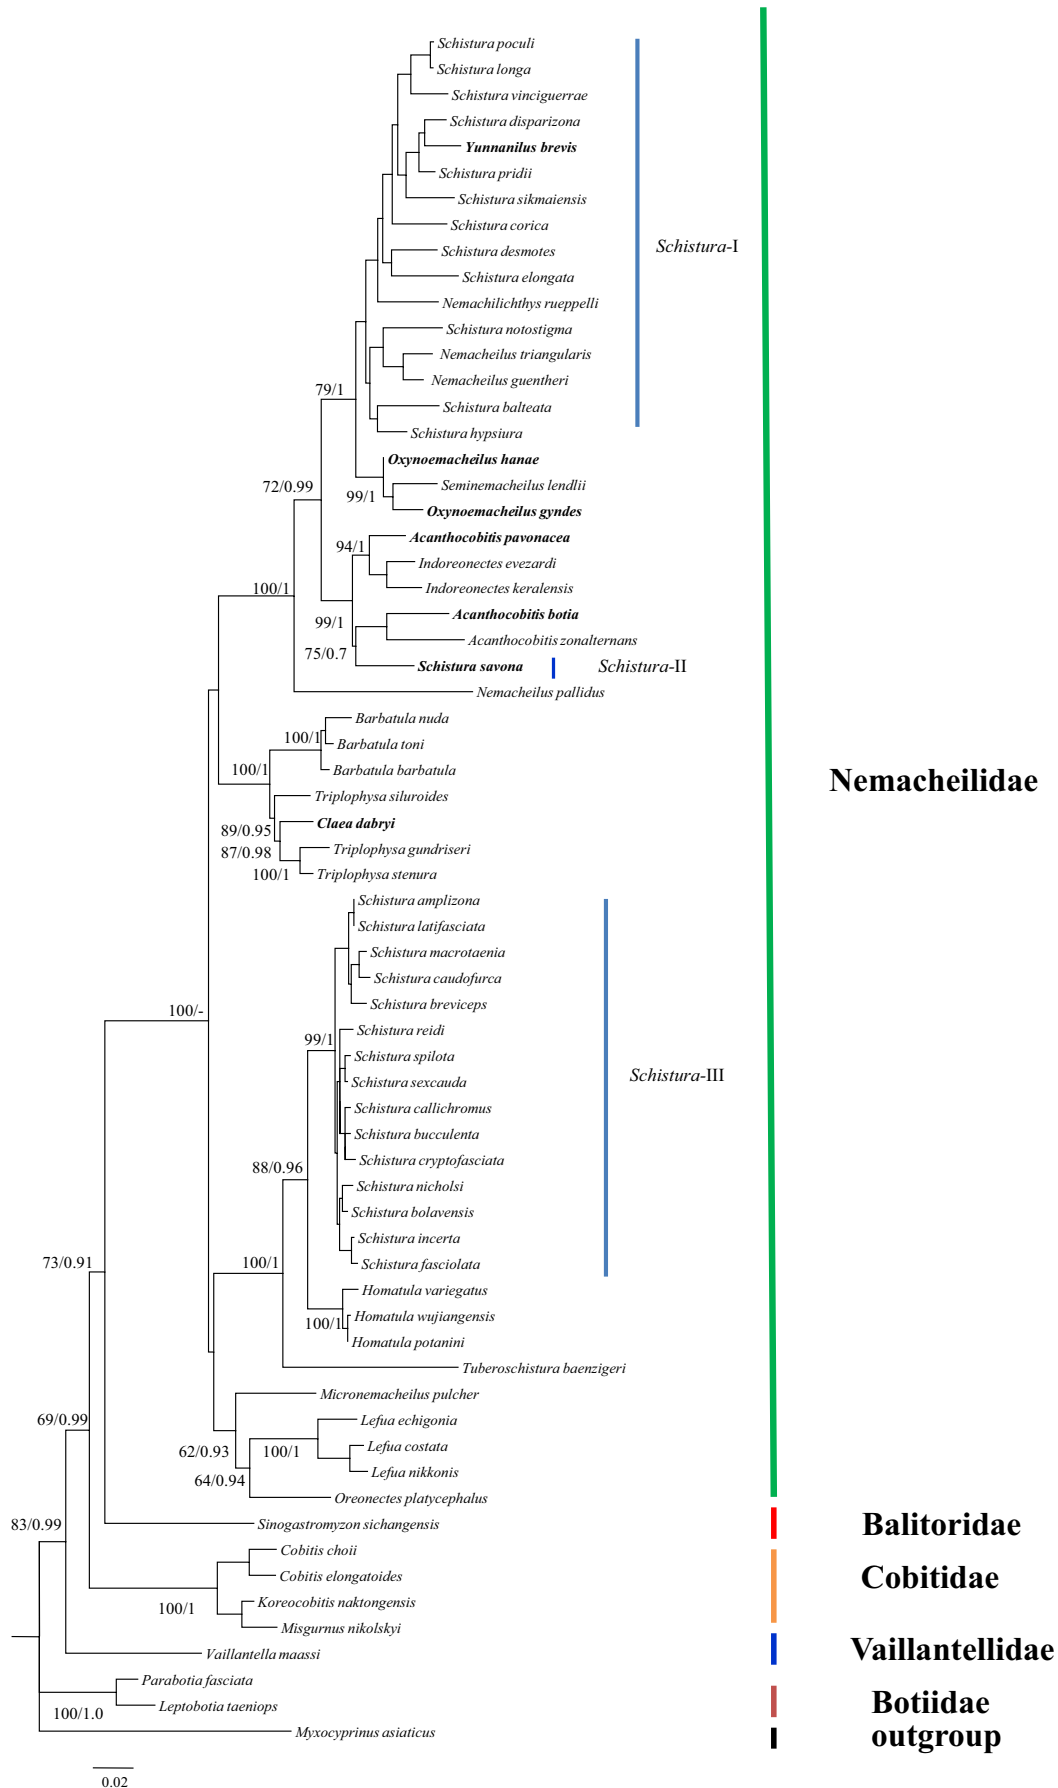 Schistura poculi
Schistura longa
Schistura vinciguerrae
Schistura disparizona
Yunnanilus brevis
Schistura pridii
Schistura sikmaiensis
Schistura corica
Schistura-I
Schistura desmotes
Schistura elongata
Nemachilichthys rueppelli
Schistura notostigma
Nemacheilus triangularis
Nemacheilus guentheri
79/1
Schistura balteata
Schistura hypsiura
Oxynoemacheilus hanae
72/0.99
Seminemacheilus lendlii
99/1
Oxynoemacheilus gyndes
Acanthocobitis pavonacea
94/1
Indoreonectes evezardi
100/1
Indoreonectes keralensis
Acanthocobitis botia
99/1
Acanthocobitis zonalternans
75/0.7
Schistura savona
Schistura-II
Nemacheilus pallidus
Barbatula nuda
100/1
Barbatula toni
100/1
Barbatula barbatula
Nemacheilidae
Triplophysa siluroides
Claea dabryi
89/0.95
Triplophysa gundriseri
87/0.98
100/1
Triplophysa stenura
Schistura amplizona
Schistura latifasciata
Schistura macrotaenia
Schistura caudofurca
Schistura breviceps
100/-
Schistura reidi
99/1
Schistura spilota
Schistura-III
Schistura sexcauda
Schistura callichromus
Schistura bucculenta
Schistura cryptofasciata
88/0.96
Schistura nicholsi
Schistura bolavensis
Schistura incerta
73/0.91
100/1
Schistura fasciolata
Homatula variegatus
Homatula wujiangensis
100/1
Homatula potanini
Tuberoschistura baenzigeri
Micronemacheilus pulcher
69/0.99
Lefua echigonia
62/0.93
100/1
Lefua costata
Lefua nikkonis
64/0.94
Oreonectes platycephalus
83/0.99
Sinogastromyzon sichangensis
Balitoridae
Cobitis choii
Cobitis elongatoides
Cobitidae
Koreocobitis naktongensis
100/1
Misgurnus nikolskyi
Vaillantella maassi
Vaillantellidae
Parabotia fasciata
Leptobotia taeniops
Botiidae
100/1.0
Myxocyprinus asiaticus
outgroup
0.02